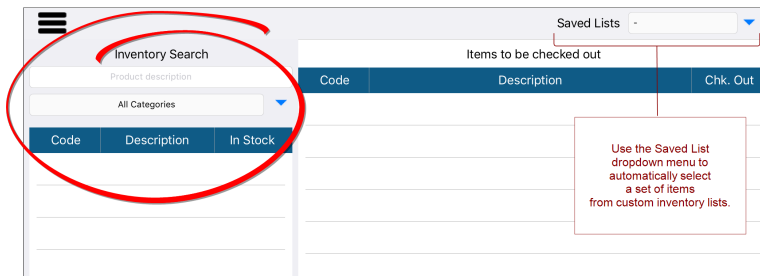 Saved Lists -
Inventory Search
Items to be checked out
Product description
All Categories
Code Description Chk. Out
Code Description In Stock
Use the Saved List
dropdown menu to
automatically select
a set of items
from custom inventory lists.